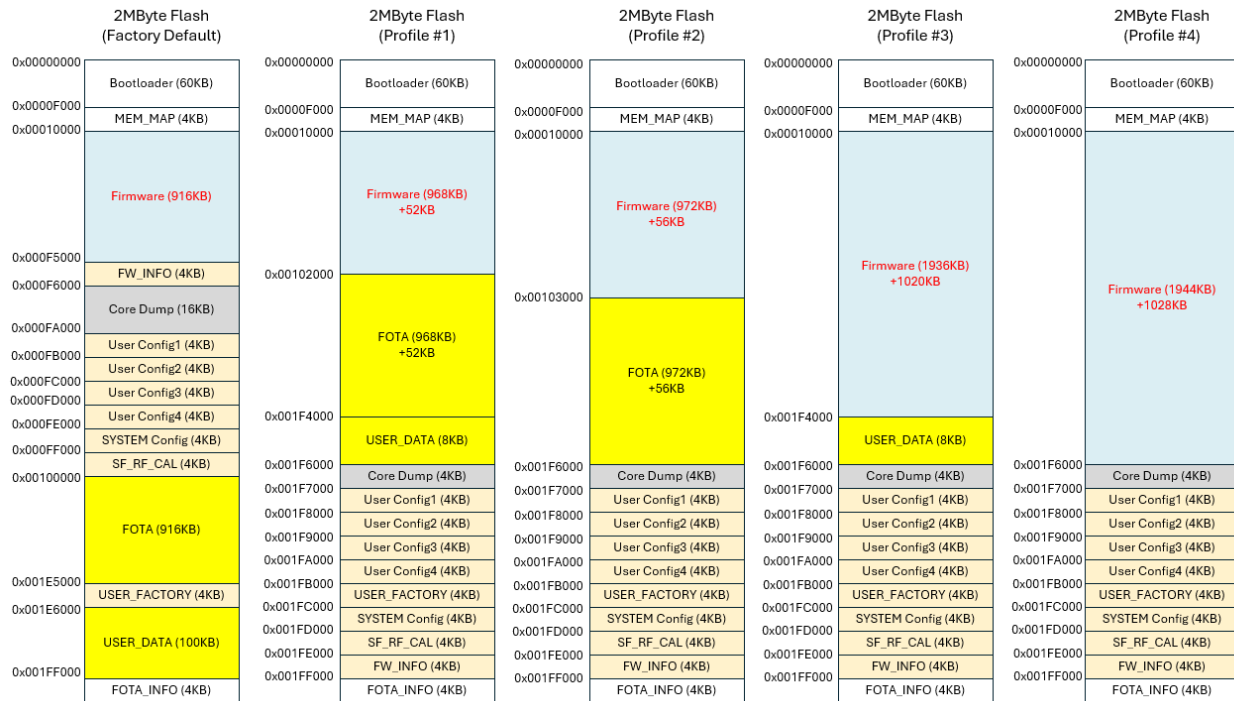 2MByte Flash
(Factory Default)
0x00000000
Bootloader (60KB)
0x0000F000
MEM_MAP (4KB)
0x00010000
Firmware (916KB)
0x000F5000
FW_INFO (4KB)
0x000F6000
Core Dump (16KB)
0x000FA000
User Config1 (4KB)
0x000FB000
User Config2 (4KB)
0x000FC000
User Config3 (4KB)
0x000FD000
User Config4 (4KB)
0x000FE000
SYSTEM Config (4KB)
0x000FF000
SF_RF_CAL (4KB)
0x00100000
FOTA (916KB)
0x001E5000
USER_FACTORY (4KB)
0x001E6000
USER_DATA (100KB)
0x001FF000
FOTA_INFO (4KB)
2MByte Flash
(Profile #1)
0x00000000
Bootloader (60KB)
0x0000F000
MEM_MAP (4KB)
0x00010000
Firmware (968KB)
+52KB
0x00102000
FOTA (968KB)
+52KB
0x001F4000
USER_DATA (8KB)
0x001F6000
Core Dump (4KB)
0x001F7000
User Config1 (4KB)
0x001F8000
User Config2 (4KB)
0x001F9000
User Config3 (4KB)
0x001FA000
User Config4 (4KB)
0x001FB000
USER_FACTORY (4KB)
0x001FC000
SYSTEM Config (4KB)
0x001FD000
SF_RF_CAL (4KB)
0x001FE000
FW_INFO (4KB)
0x001FF000
FOTA_INFO (4KB)
2MByte Flash
(Profile #2)
0x00000000
Bootloader (60KB)
0x0000F000
MEM_MAP (4KB)
0x00010000
Firmware (972KB)
+56KB
0x00103000
FOTA (972KB)
+56KB
0x001F6000
Core Dump (4KB)
0x001F7000
User Config1 (4KB)
0x001F8000
User Config2 (4KB)
0x001F9000
User Config3 (4KB)
0x001FA000
User Config4 (4KB)
0x001FB000
USER_FACTORY (4KB)
0x001FC000
SYSTEM Config (4KB)
0x001FD000
SF_RF_CAL (4KB)
0x001FE000
FW_INFO (4KB)
0x001FF000
FOTA_INFO (4KB)
2MByte Flash
(Profile #3)
0x00000000
Bootloader (60KB)
0x0000F000
MEM_MAP (4KB)
0x00010000
Firmware (1936KB)
+1020KB
0x001F4000
USER_DATA (8KB)
0x001F6000
Core Dump (4KB)
0x001F7000
User Config1 (4KB)
0x001F8000
User Config2 (4KB)
0x001F9000
User Config3 (4KB)
0x001FA000
User Config4 (4KB)
0x001FB000
USER_FACTORY (4KB)
0x001FC000
SYSTEM Config (4KB)
0x001FD000
SF_RF_CAL (4KB)
0x001FE000
FW_INFO (4KB)
0x001FF000
FOTA_INFO (4KB)
2MByte Flash
(Profile #4)
0x00000000
Bootloader (60KB)
0x0000F000
MEM_MAP (4KB)
0x00010000
Firmware (1944KB)
+1028KB
0x001F6000
Core Dump (4KB)
0x001F7000
User Config1 (4KB)
0x001F8000
User Config2 (4KB)
0x001F9000
User Config3 (4KB)
0x001FA000
User Config4 (4KB)
0x001FB000
USER_FACTORY (4KB)
0x001FC000
SYSTEM Config (4KB)
0x001FD000
SF_RF_CAL (4KB)
0x001FE000
FW_INFO (4KB)
0x001FF000
FOTA_INFO (4KB)